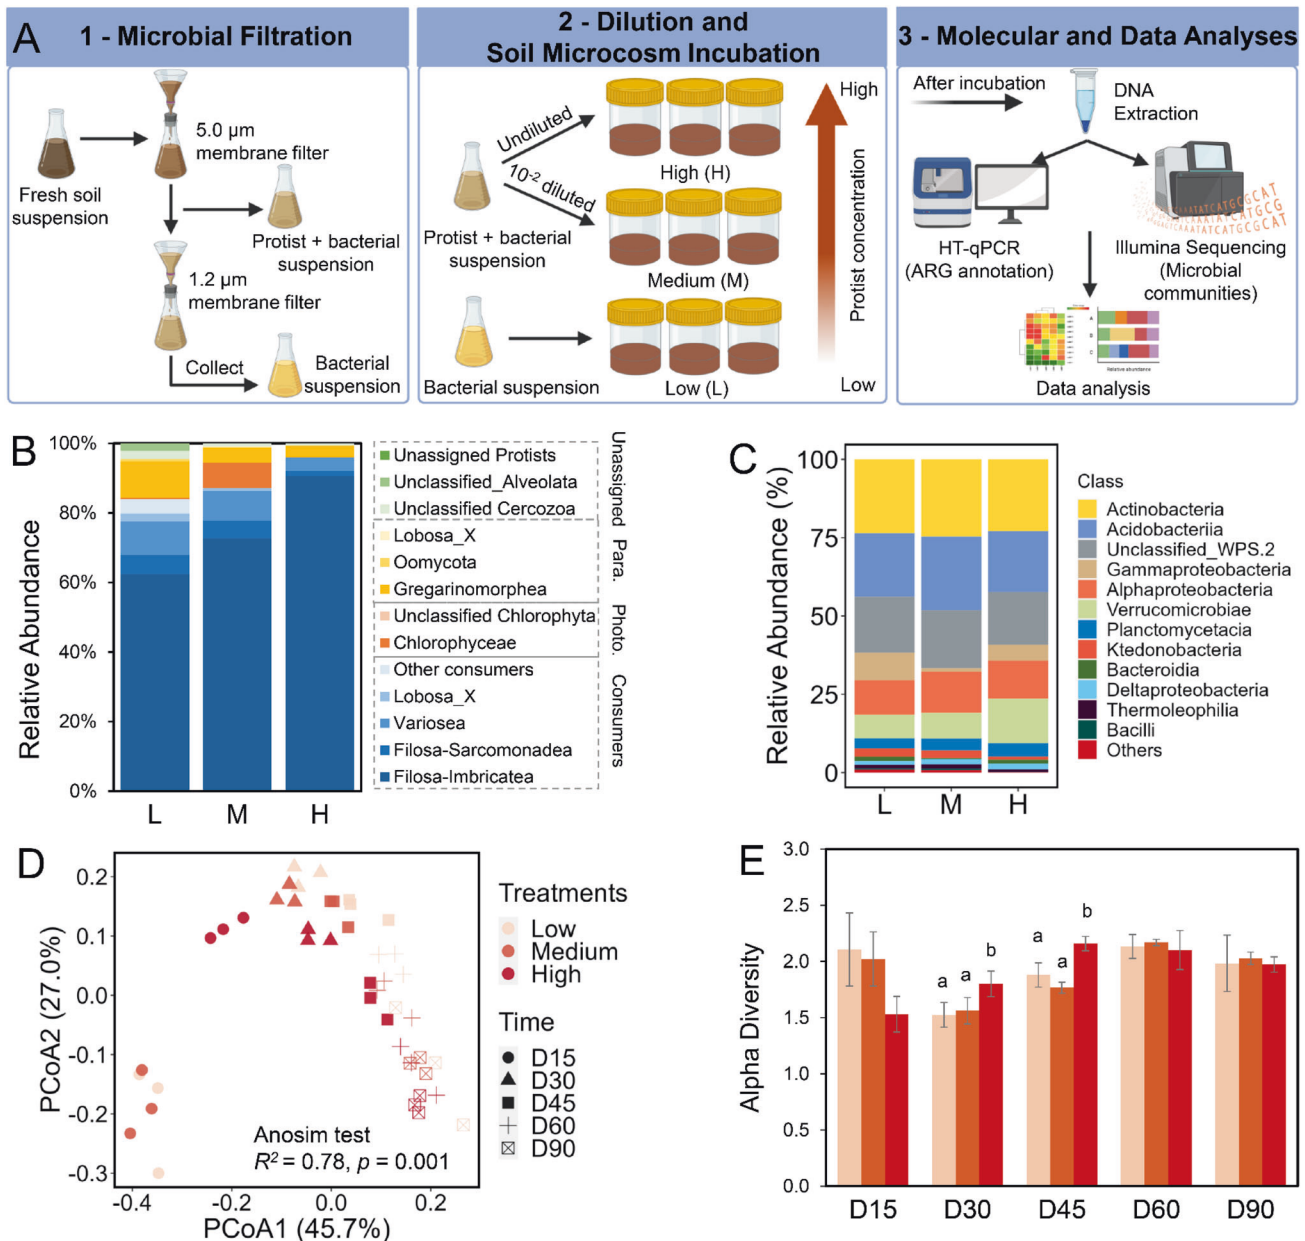 A
1 - Microbial Filtration
5.0 µm
membrane filter
Fresh soil
suspension
Protist + bacterial
suspension
1.2 µm
membrane filter
Collect
Bacterial
suspension
2 - Dilution and
Soil Microcosm Incubation
Undiluted
10-2 diluted
Protist + bacterial
suspension
High (H)
Medium (M)
Bacterial suspension
Low (L)
High
Protist concentration
Low
3 - Molecular and Data Analyses
After incubation
DNA
Extraction
HT-qPCR
(ARG annotation)
Illumina Sequencing
(Microbial
communities)
Relative abundance
Data analysis
B
Relative Abundance
100%
80%
60%
40%
20%
0%
L
M
H
Unassigned Protists
Unclassified_Alveolata
Unclassified Cercozoa
Unassigned
Lobosa_X
Oomycota
Gregarinomorphea
Para.
Unclassified Chlorophyta
Chlorophyceae
Photo.
Other consumers
Lobosa_X
Variosea
Filosa-Sarcomonadea
Filosa-Imbricatea
Consumers
C
Relative Abundance (%)
100
75
50
25
0
L
M
H
Class
Actinobacteria
Acidobacteriia
Unclassified_WPS.2
Gammaproteobacteria
Alphaproteobacteria
Verrucomicrobiae
Planctomycetacia
Ktedonobacteria
Bacteroidia
Deltaproteobacteria
Thermoleophilia
Bacilli
Others
D
PCoA2 (27.0%)
0.2
0.1
0.0
-0.1
-0.2
-0.3
Anosim test
R2 = 0.78, p = 0.001
-0.4
-0.2
0.0
0.2
PCoA1 (45.7%)
Treatments
Low
Medium
High
Time
D15
D30
D45
D60
D90
E
Alpha Diversity
3.0
2.5
2.0
1.5
1.0
0.5
0.0
a
a
b
a
a
b
D15
D30
D45
D60
D90